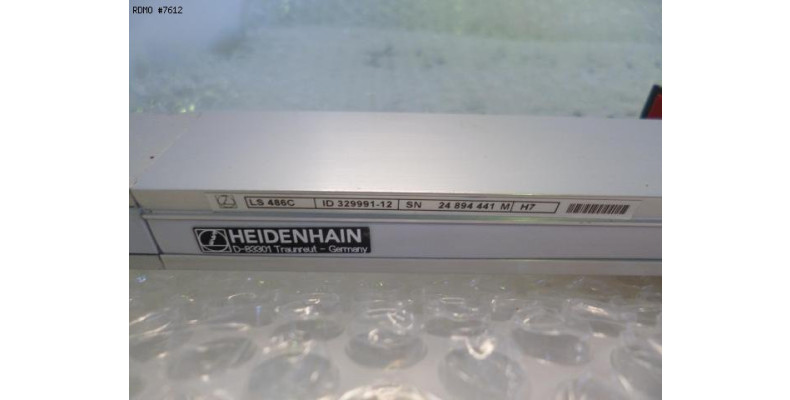 RDMO #7612
LS 486C ID 329991-12 SN 24 894 441 M H7
HEIDENHAIN
D-83301 Traunreut - Germany